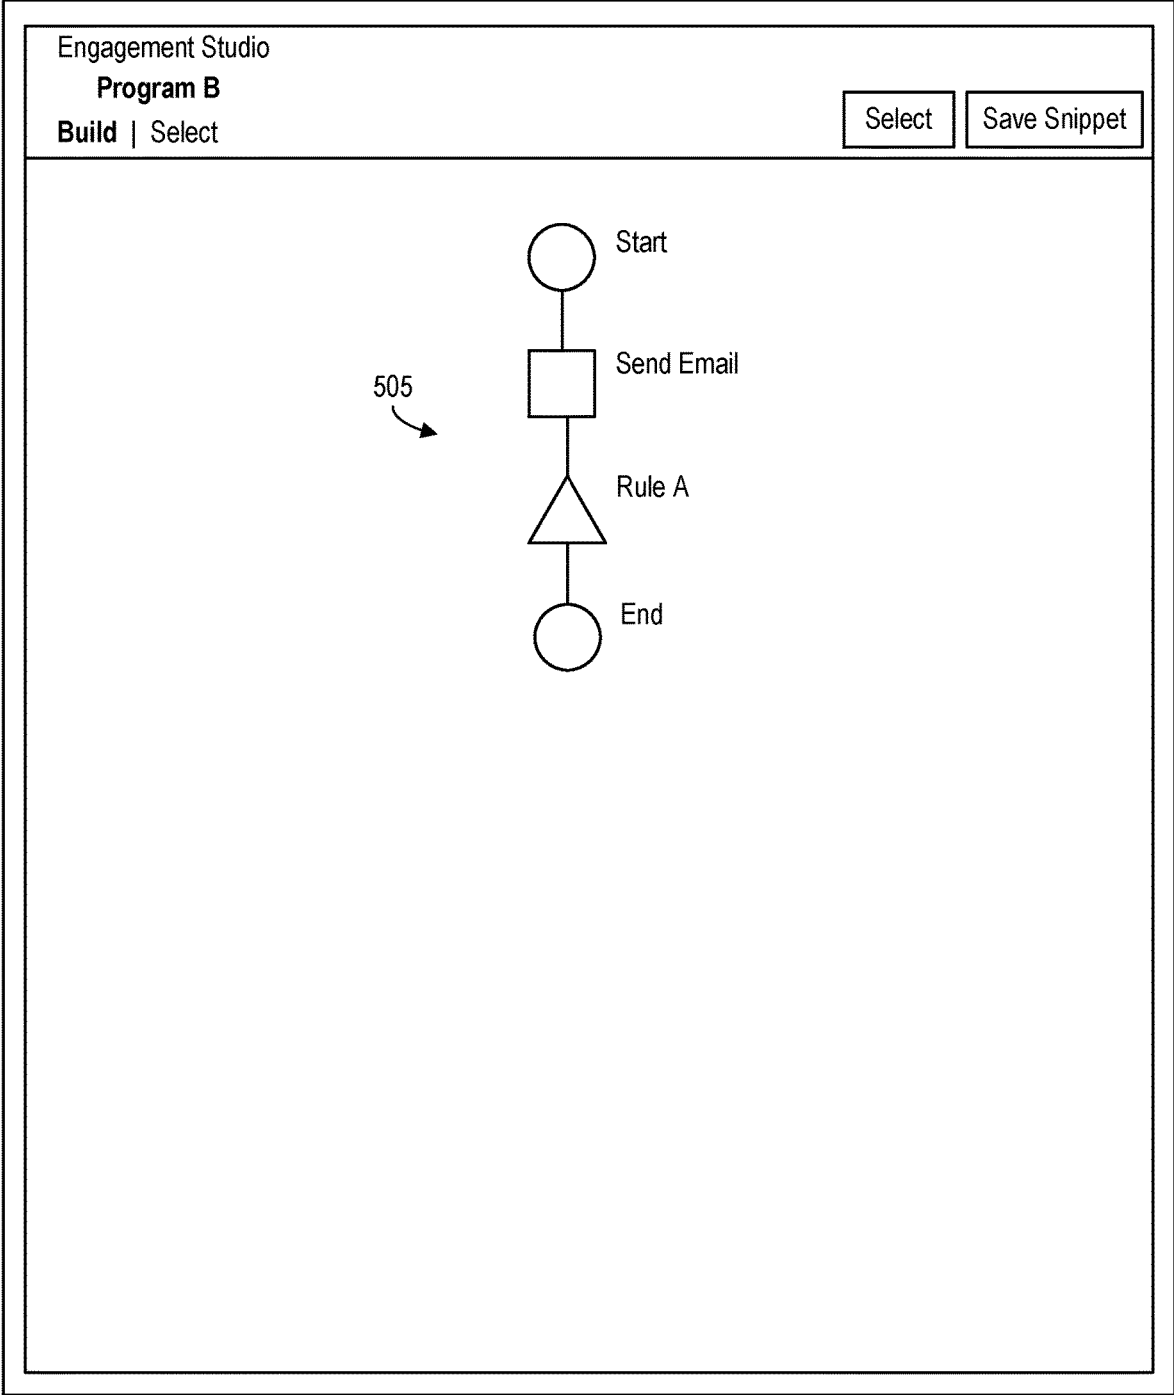 Engagement Studio
Program B
Build | Select
Select
Save Snippet
Start
Send Email
505
Rule A
End